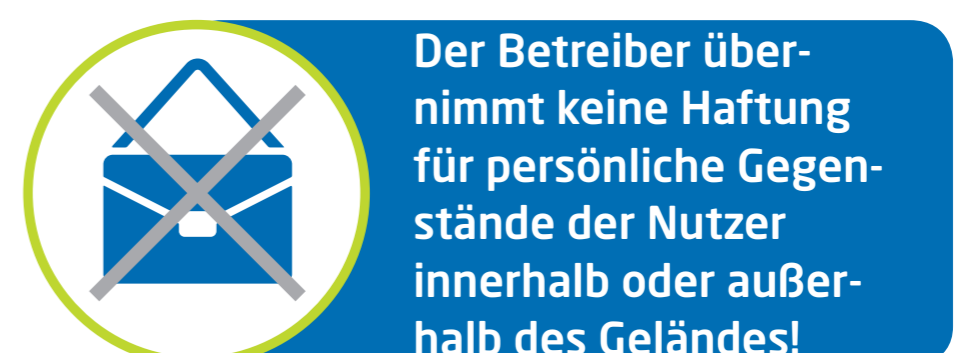 Der Betreiber über-
nimmt keine Haftung
für persönliche Gegen-
stände der Nutzer
innerhalb oder außer-
halb des Geländes!